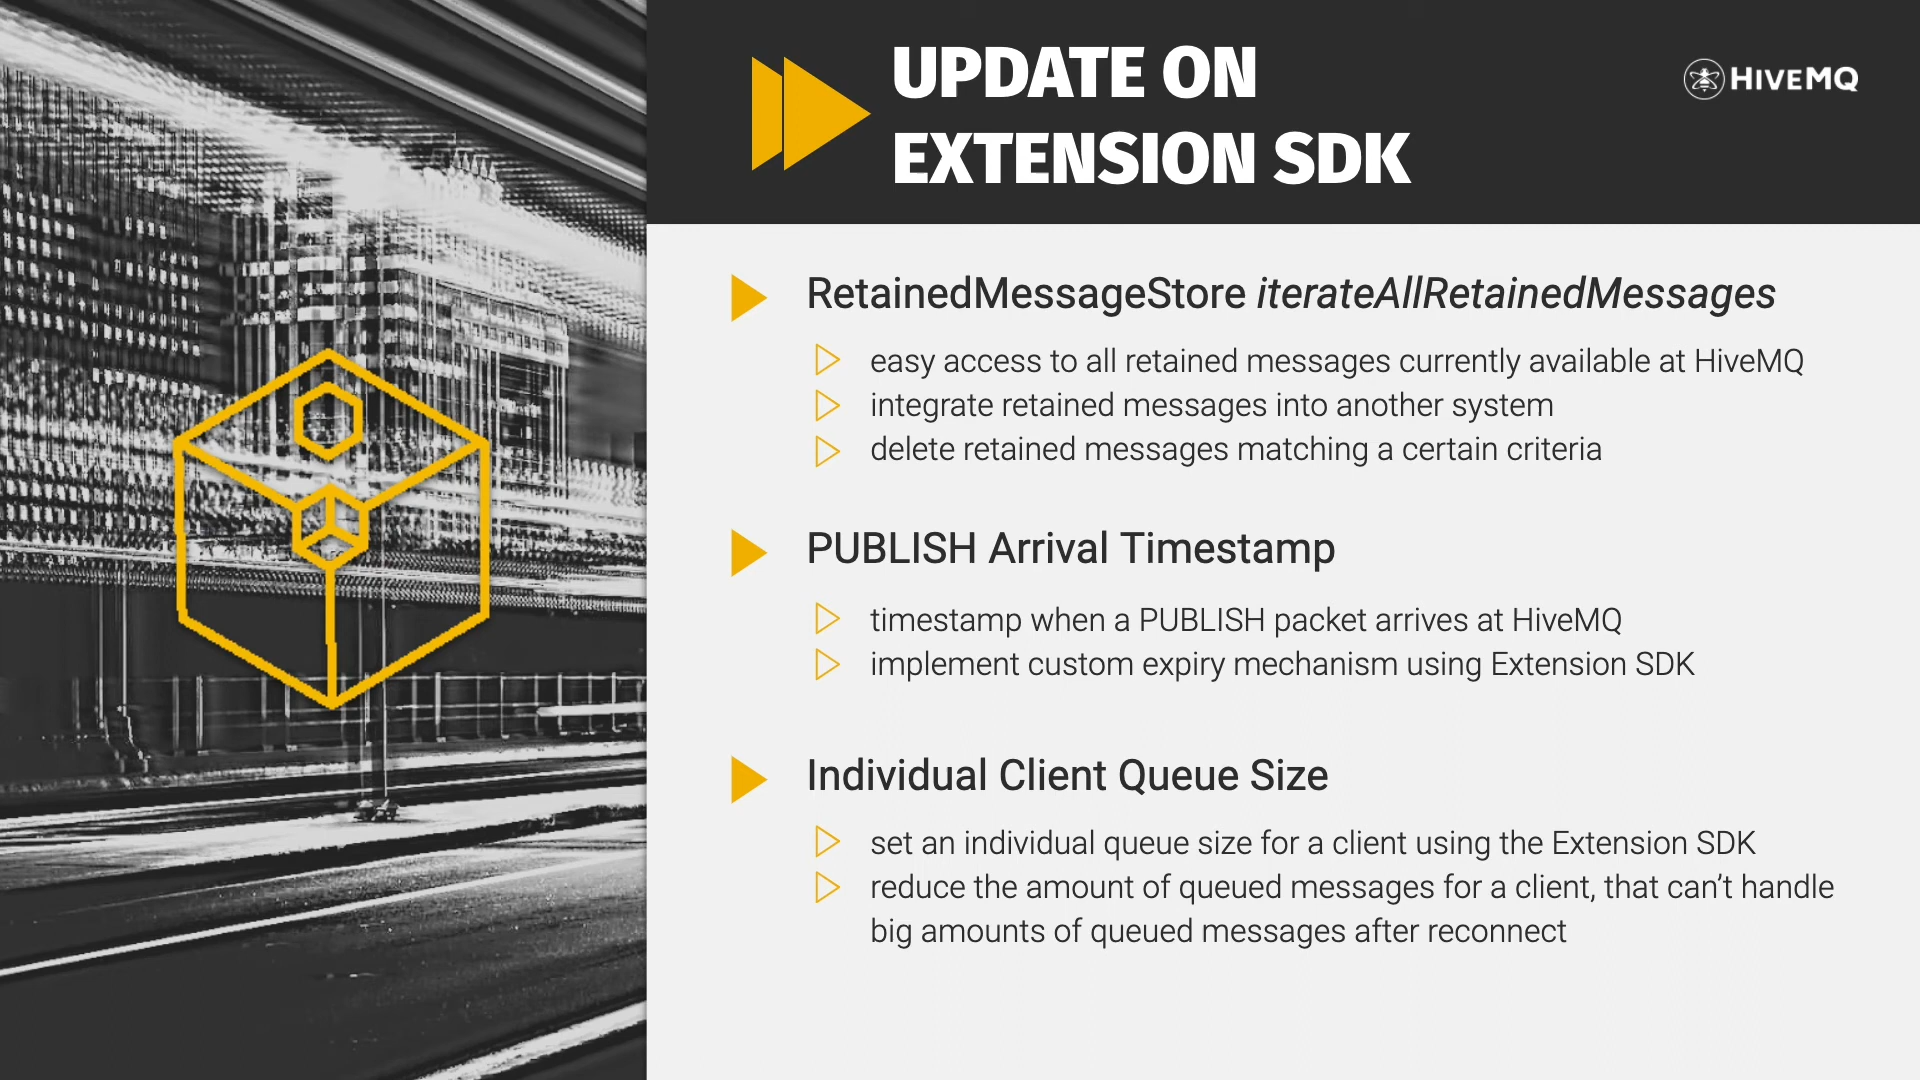 UPDATE ON
EXTENSION SDK
HIVEMQ
RetainedMessageStore iterateAllRetainedMessages
easy access to all retained messages currently available at HiveMQ
integrate retained messages into another system
delete retained messages matching a certain criteria
PUBLISH Arrival Timestamp
timestamp when a PUBLISH packet arrives at HiveMQ
implement custom expiry mechanism using Extension SDK
Individual Client Queue Size
set an individual queue size for a client using the Extension SDK
reduce the amount of queued messages for a client, that can’t handle
big amounts of queued messages after reconnect